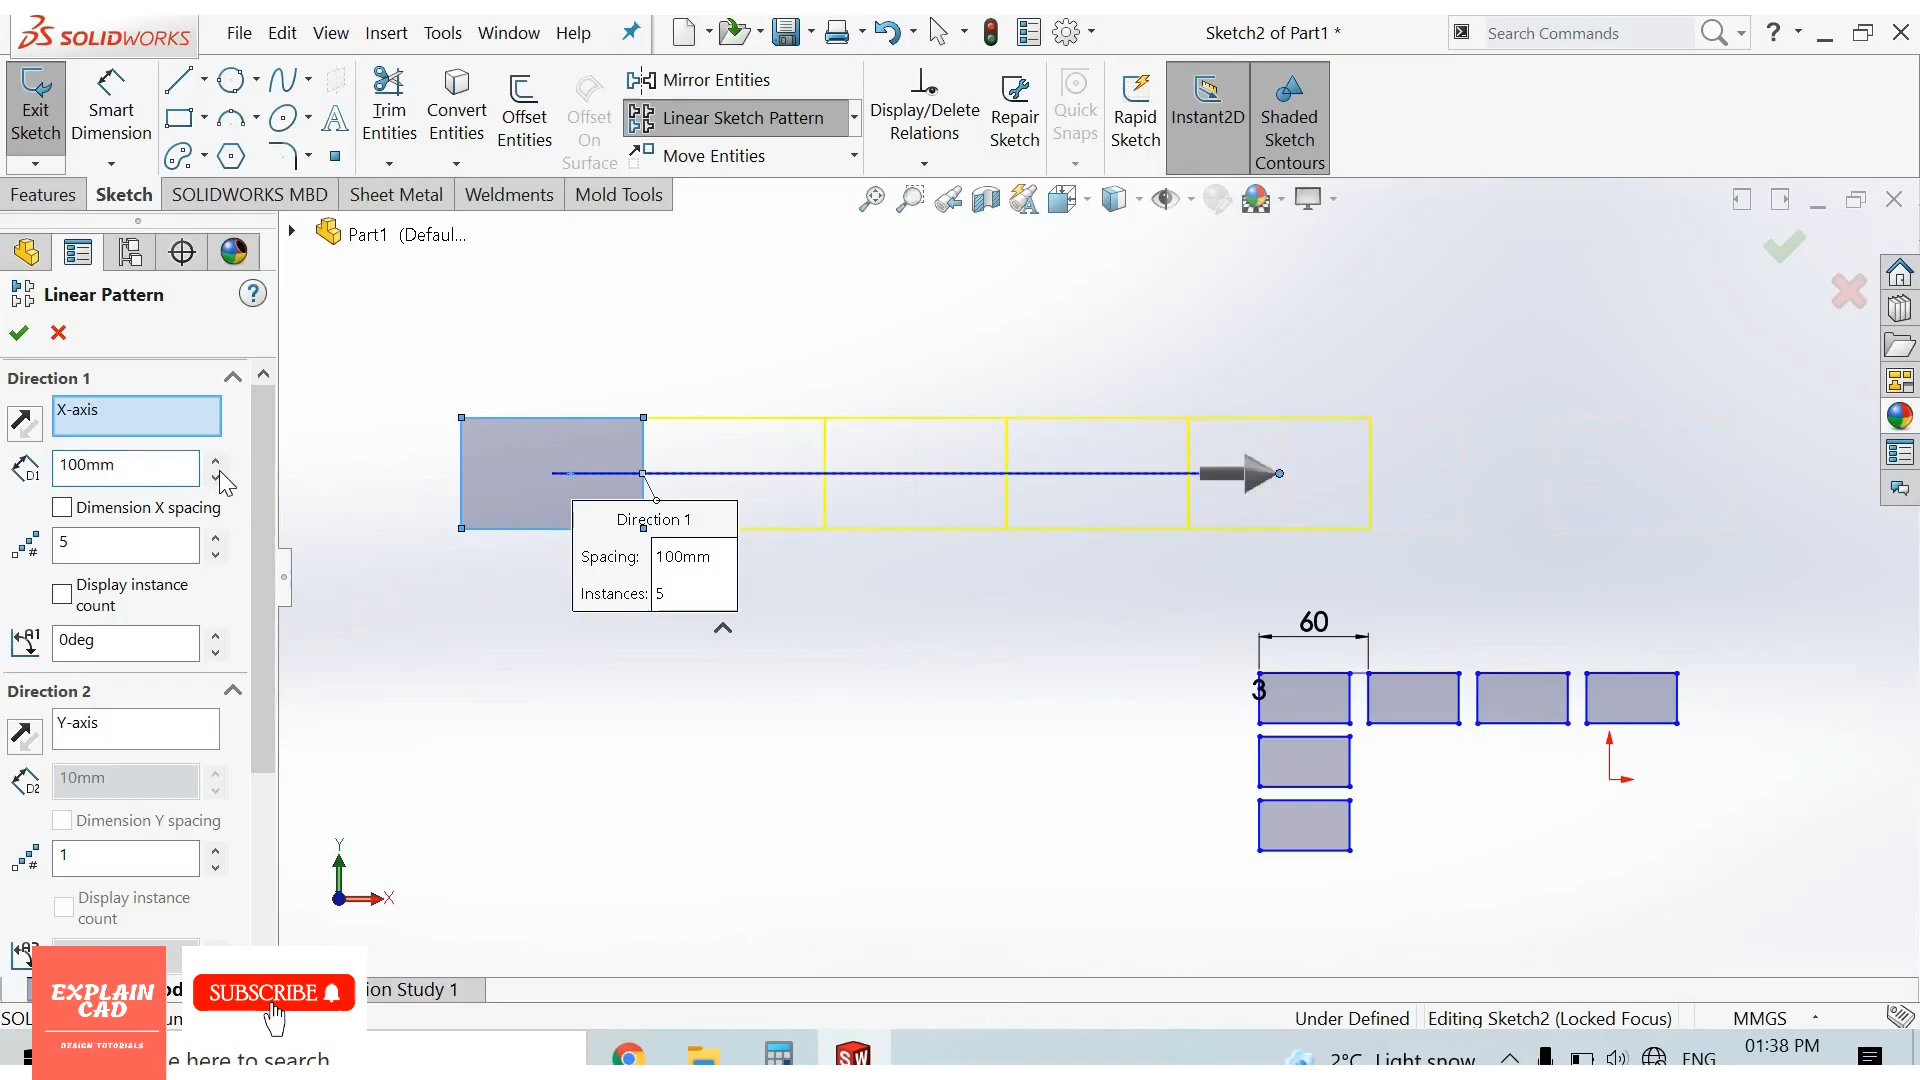 SOLIDWORKS File Edit View Insert Tools Window Help Sketch2 of Part1 * Search Commands ?
Exit Sketch
Smart Dimension
Trim Entities
Convert Entities
Offset Entities
Offset On Surface
Mirror Entities
Linear Sketch Pattern
Move Entities
Display/Delete Relations
Repair Sketch
Quick Snaps
Rapid Sketch
Instant2D
Shaded Sketch Contours
Features Sketch SOLIDWORKS MBD Sheet Metal Weldments Mold Tools
Part1 (Defaul...
Linear Pattern ?
Direction 1
X-axis
D1 100mm
Dimension X spacing
# 5
Display instance
count
A1 0deg
Direction 2
Y-axis
D2 10mm
Dimension Y spacing
# 1
Display instance
count
Direction 1
Spacing: 100mm
Instances: 5
60
3
Y
X
EXPLAIN
CAD
DESIGN TUTORIALS
SUBSCRIBE
ion Study 1
Under Defined Editing Sketch2 (Locked Focus) MMGS
e here to search
SW
2°C Light snow ENG 01:38 PM